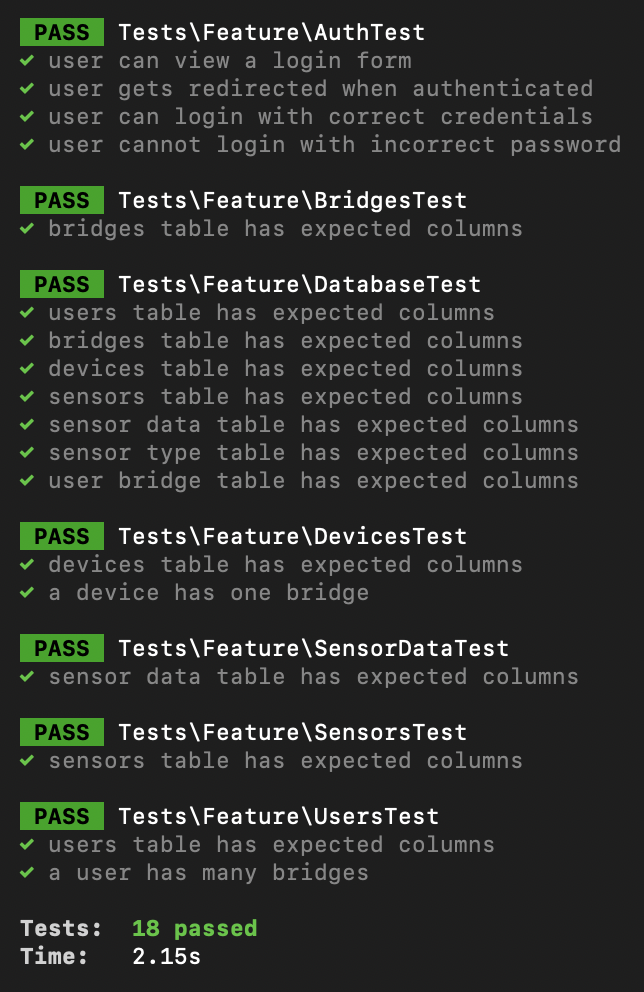 PASS Tests\Feature\AuthTest
✓ user can view a login form
✓ user gets redirected when authenticated
✓ user can login with correct credentials
✓ user cannot login with incorrect password
PASS Tests\Feature\BridgesTest
✓ bridges table has expected columns
PASS Tests\Feature\DatabaseTest
✓ users table has expected columns
✓ bridges table has expected columns
✓ devices table has expected columns
✓ sensors table has expected columns
✓ sensor data table has expected columns
✓ sensor type table has expected columns
✓ user bridge table has expected columns
PASS Tests\Feature\DevicesTest
✓ devices table has expected columns
✓ a device has one bridge
PASS Tests\Feature\SensorDataTest
✓ sensor data table has expected columns
PASS Tests\Feature\SensorsTest
✓ sensors table has expected columns
PASS Tests\Feature\UsersTest
✓ users table has expected columns
✓ a user has many bridges
Tests: 18 passed
Time: 2.15s